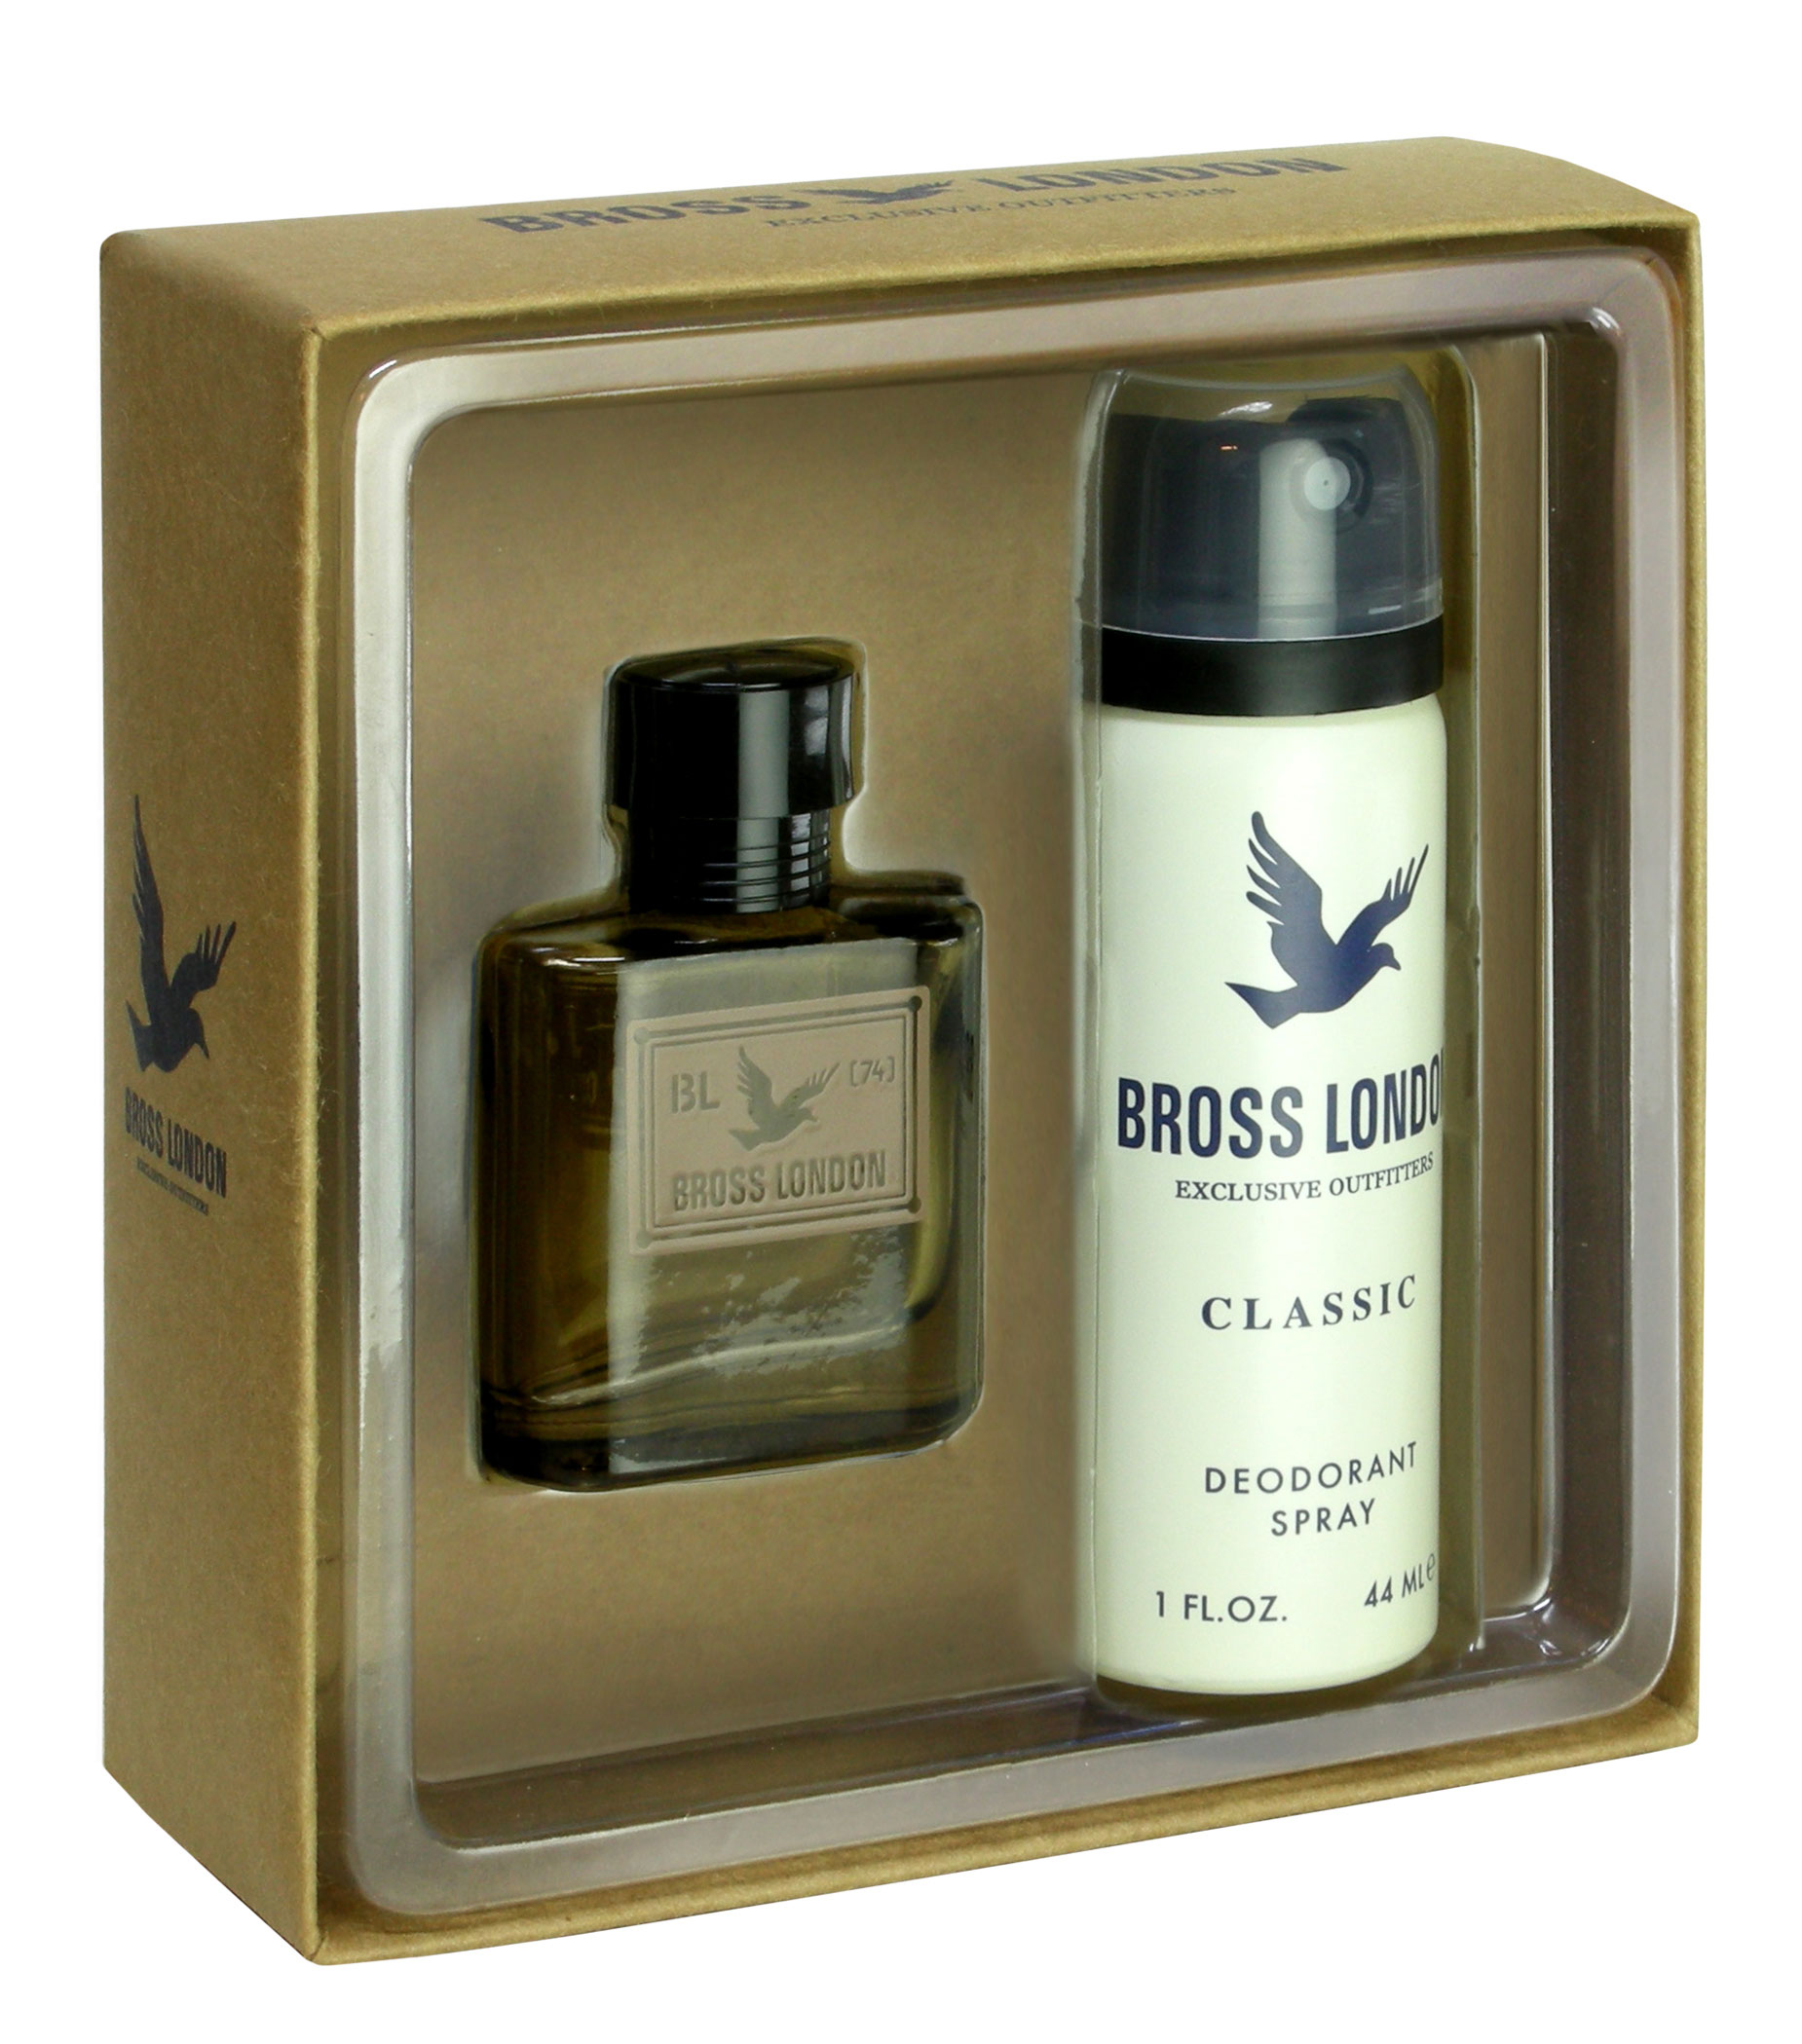 BROSS LONDON
EXCLUSIVE OUTFITTERS
BROSS LONDON
EXCLUSIVE OUTFITTERS
BL [74]
BROSS LONDON
BROSS LONDO
EXCLUSIVE OUTFITTERS
CLASSIC
DEODORANT
SPRAY
1 FL.OZ. 44 ML℮